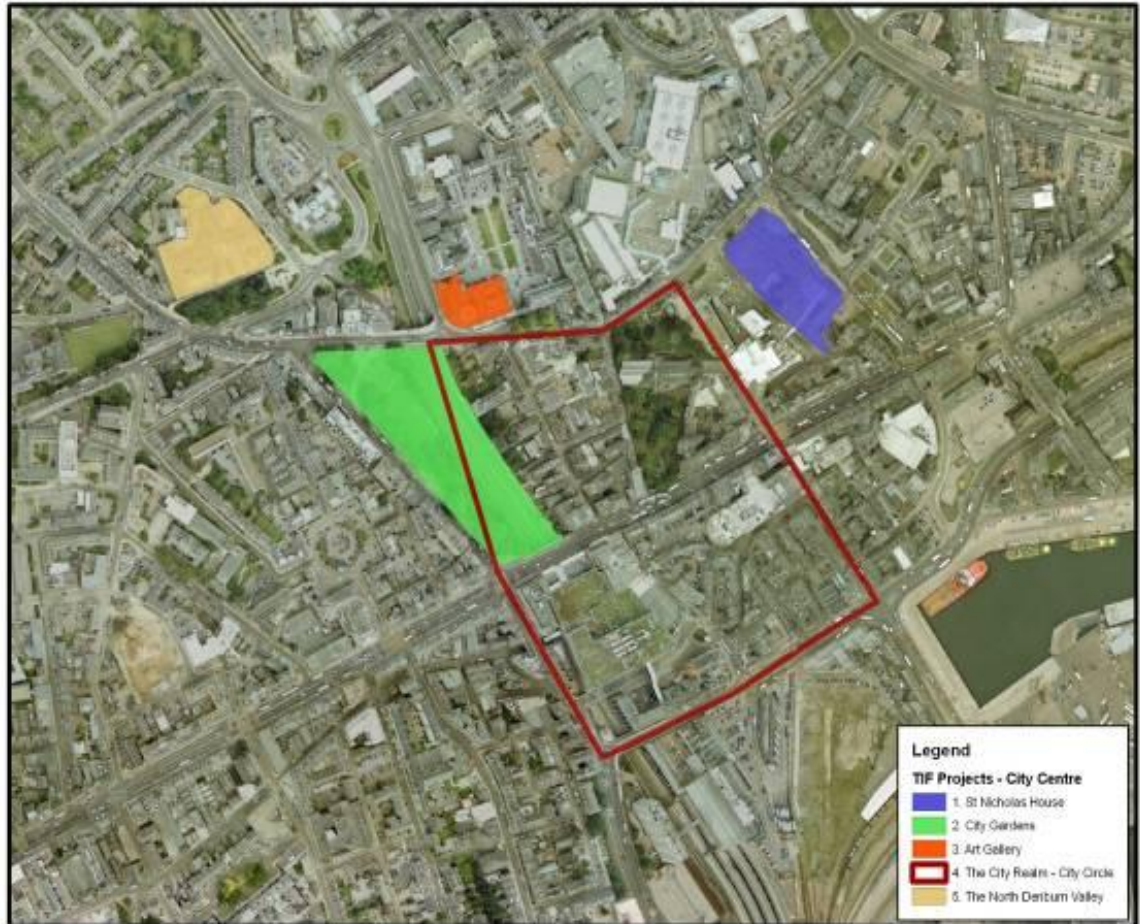 Legend
TIF Projects - City Centre
1. St Nicholas House
2. City Gardens
3. Art Gallery
4. The City Realm - City Circle
5. The North Denburn Valley